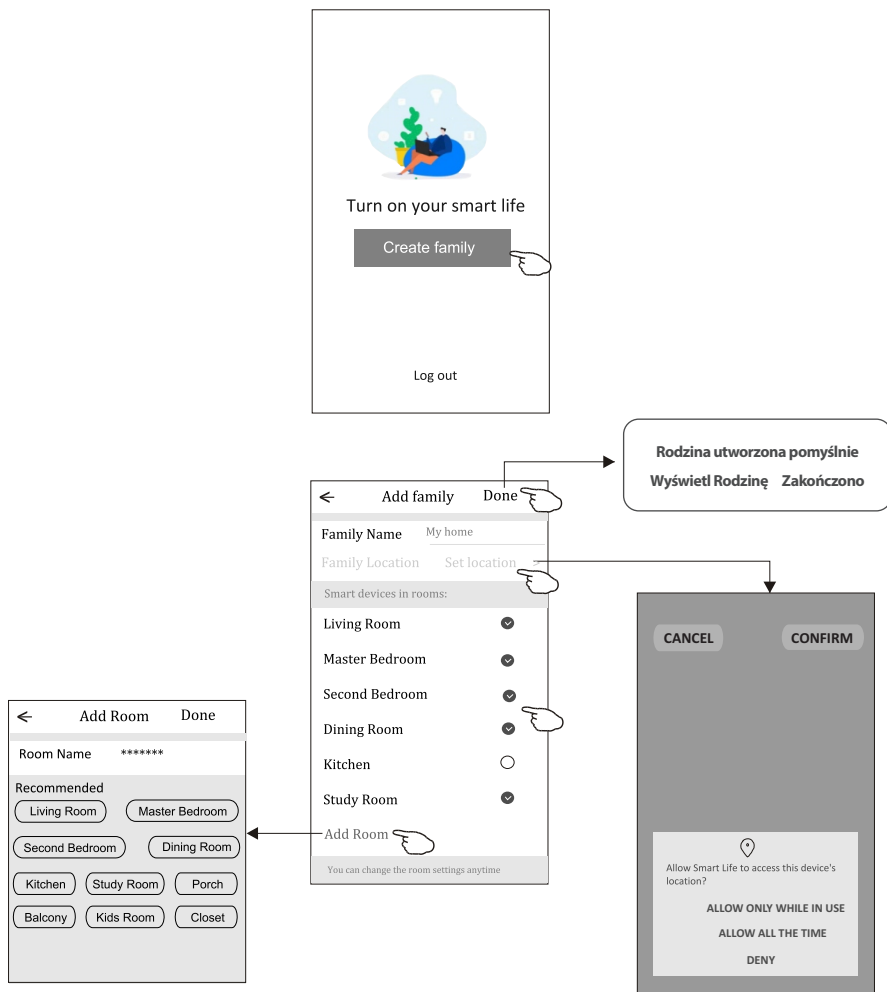 Turn on your smart life
Create family
Log out
Rodzina utworzona pomyślnie
Wyświetl Rodzinę Zakończono
Add family Done
Family Name My home
Family Location Set location >
Smart devices in rooms:
Living Room
Master Bedroom
Second Bedroom
Dining Room
Kitchen
Study Room
Add Room
You can change the room settings anytime
CANCEL CONFIRM
Allow Smart Life to access this device's
location?
ALLOW ONLY WHILE IN USE
ALLOW ALL THE TIME
DENY
Add Room Done
Room Name *******
Recommended
Living Room Master Bedroom
Second Bedroom Dining Room
Kitchen Study Room Porch
Balcony Kids Room Closet